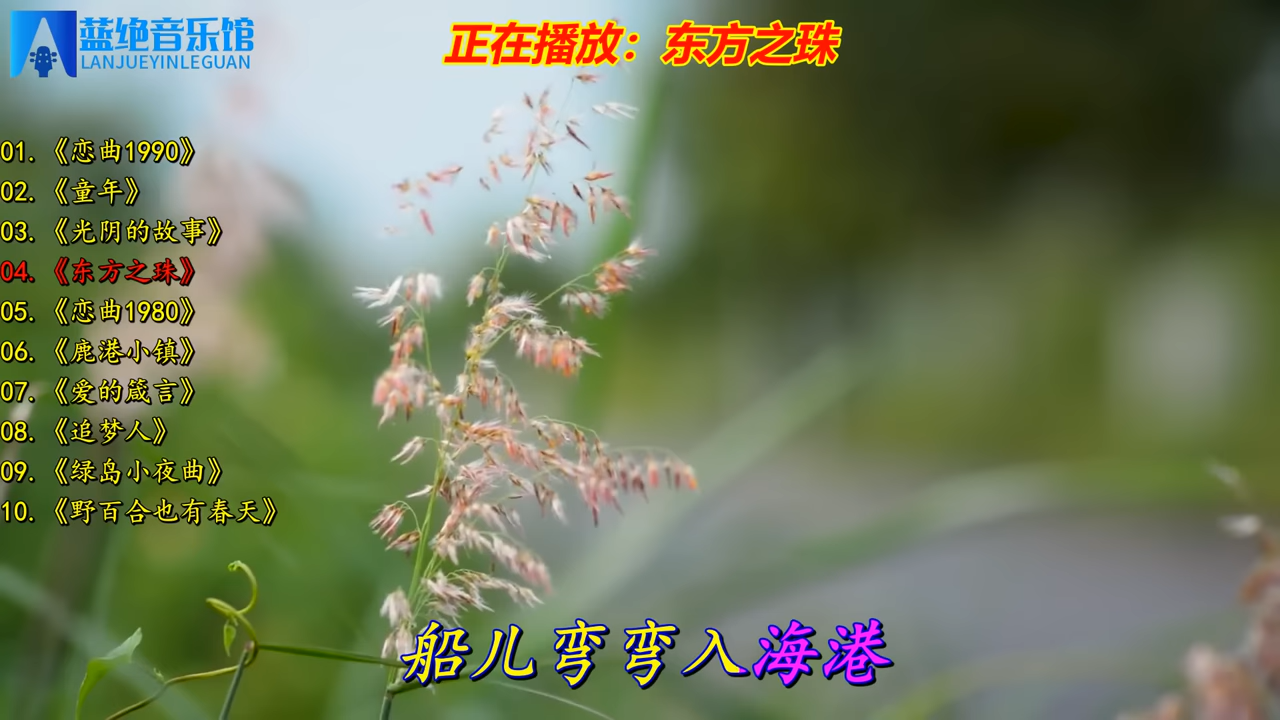 蓝绝音乐馆
LANJUEYINLEGUAN
正在播放：东方之珠
01.《恋曲1990》
02.《童年》
03.《光阴的故事》
04.《东方之珠》
05.《恋曲1980》
06.《鹿港小镇》
07.《爱的箴言》
08.《追梦人》
09.《绿岛小夜曲》
10.《野百合也有春天》
船儿弯弯入海港